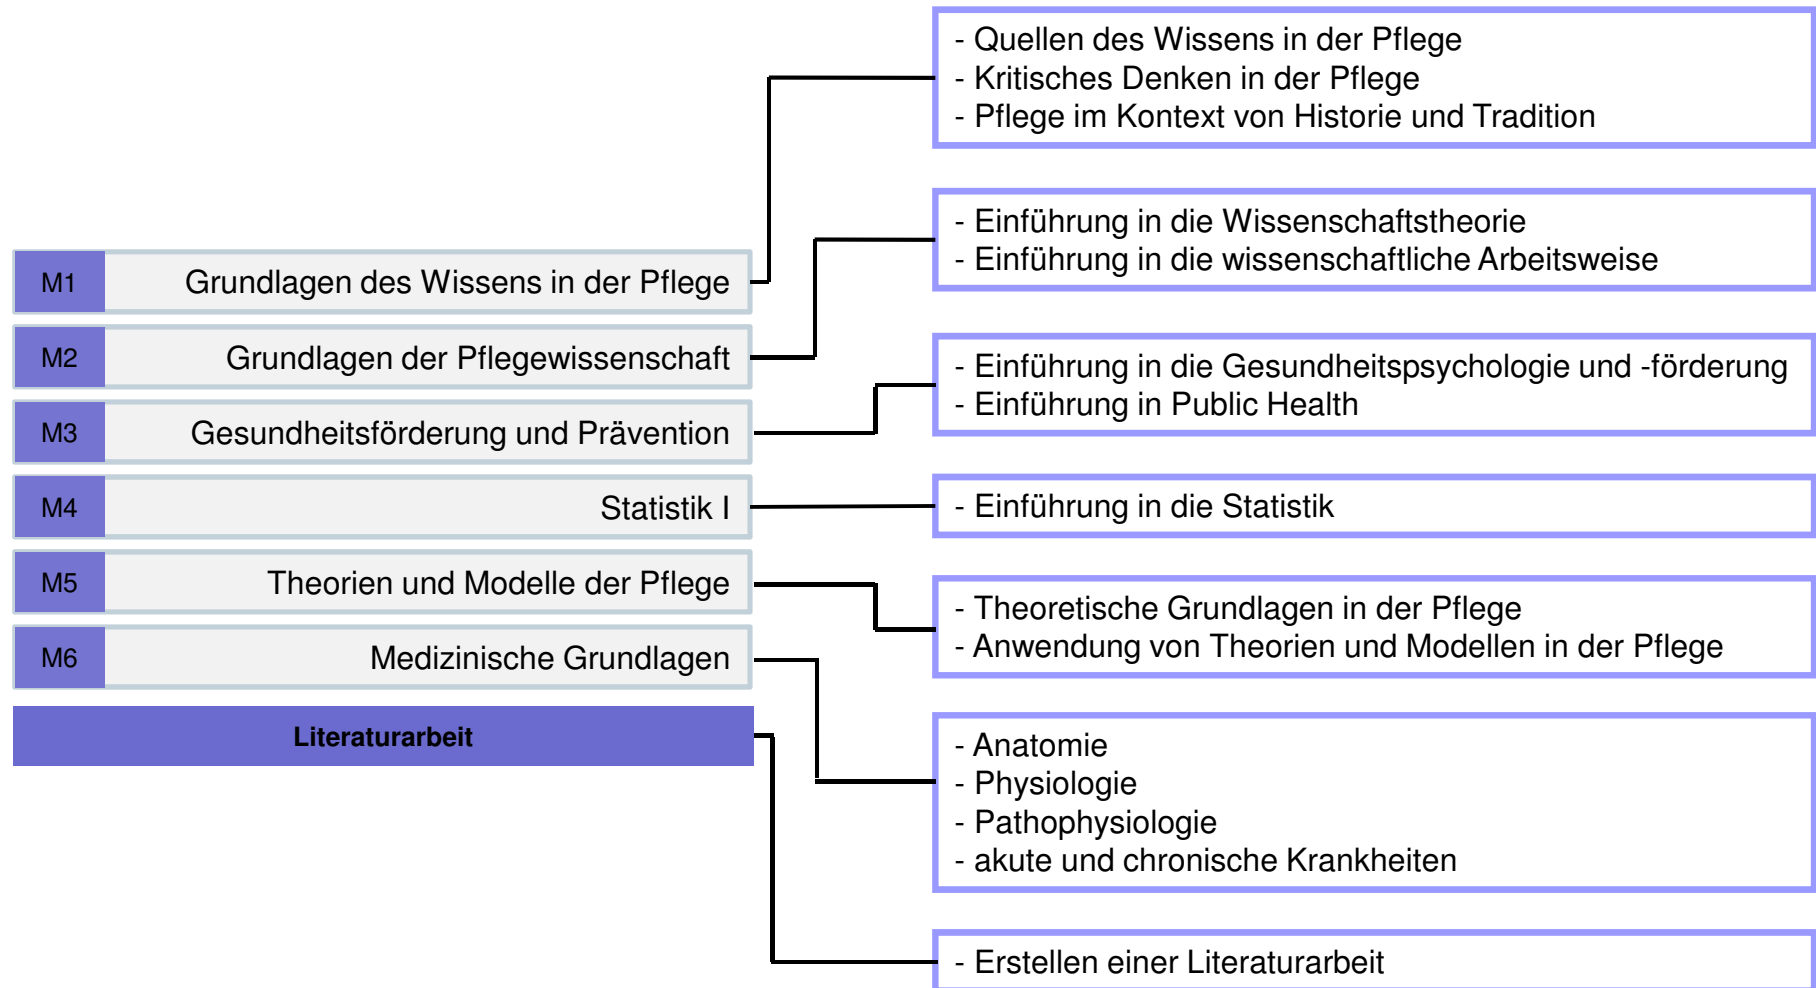 M1 Grundlagen des Wissens in der Pflege
M2 Grundlagen der Pflegewissenschaft
M3 Gesundheitsförderung und Prävention
M4 Statistik I
M5 Theorien und Modelle der Pflege
M6 Medizinische Grundlagen
Literaturarbeit
- Quellen des Wissens in der Pflege
- Kritisches Denken in der Pflege
- Pflege im Kontext von Historie und Tradition
- Einführung in die Wissenschaftstheorie
- Einführung in die wissenschaftliche Arbeitsweise
- Einführung in die Gesundheitspsychologie und -förderung
- Einführung in Public Health
- Einführung in die Statistik
- Theoretische Grundlagen in der Pflege
- Anwendung von Theorien und Modellen in der Pflege
- Anatomie
- Physiologie
- Pathophysiologie
- akute und chronische Krankheiten
- Erstellen einer Literaturarbeit